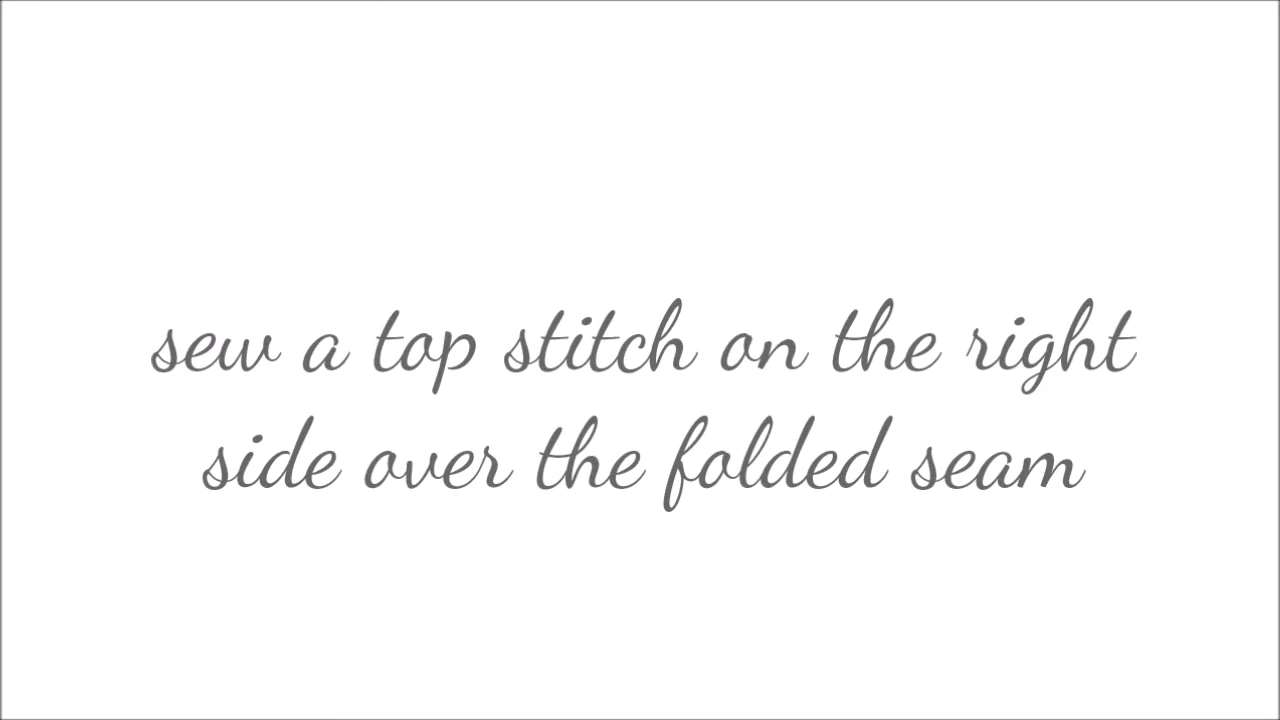 sew a top stitch on the right
side over the folded seam